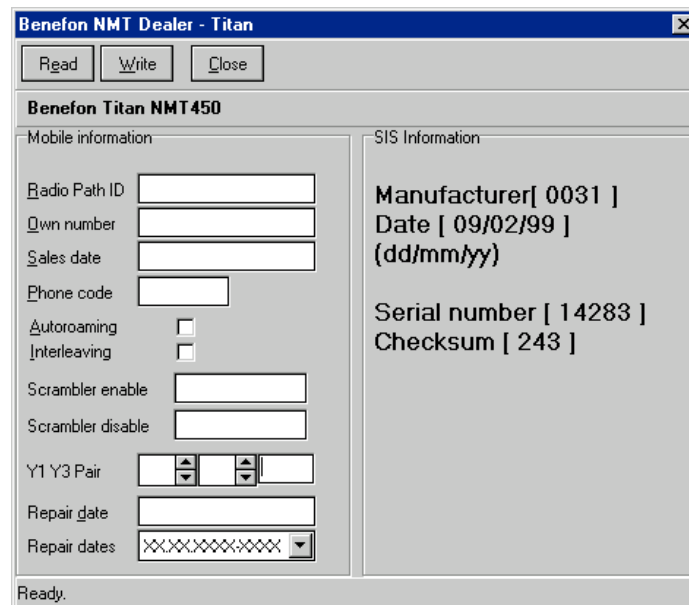 Benefon NMT Dealer - Titan
Read Write Close
Benefon Titan NMT450
Mobile information
Radio Path ID
Own number
Sales date
Phone code
Autoroaming
Interleaving
Scrambler enable
Scrambler disable
Y1 Y3 Pair
Repair date
Repair dates XX.XX.XXXX-XXXX
SIS Information
Manufacturer[ 0031 ]
Date [ 09/02/99 ]
(dd/mm/yy)
Serial number [ 14283 ]
Checksum [ 243 ]
Ready.